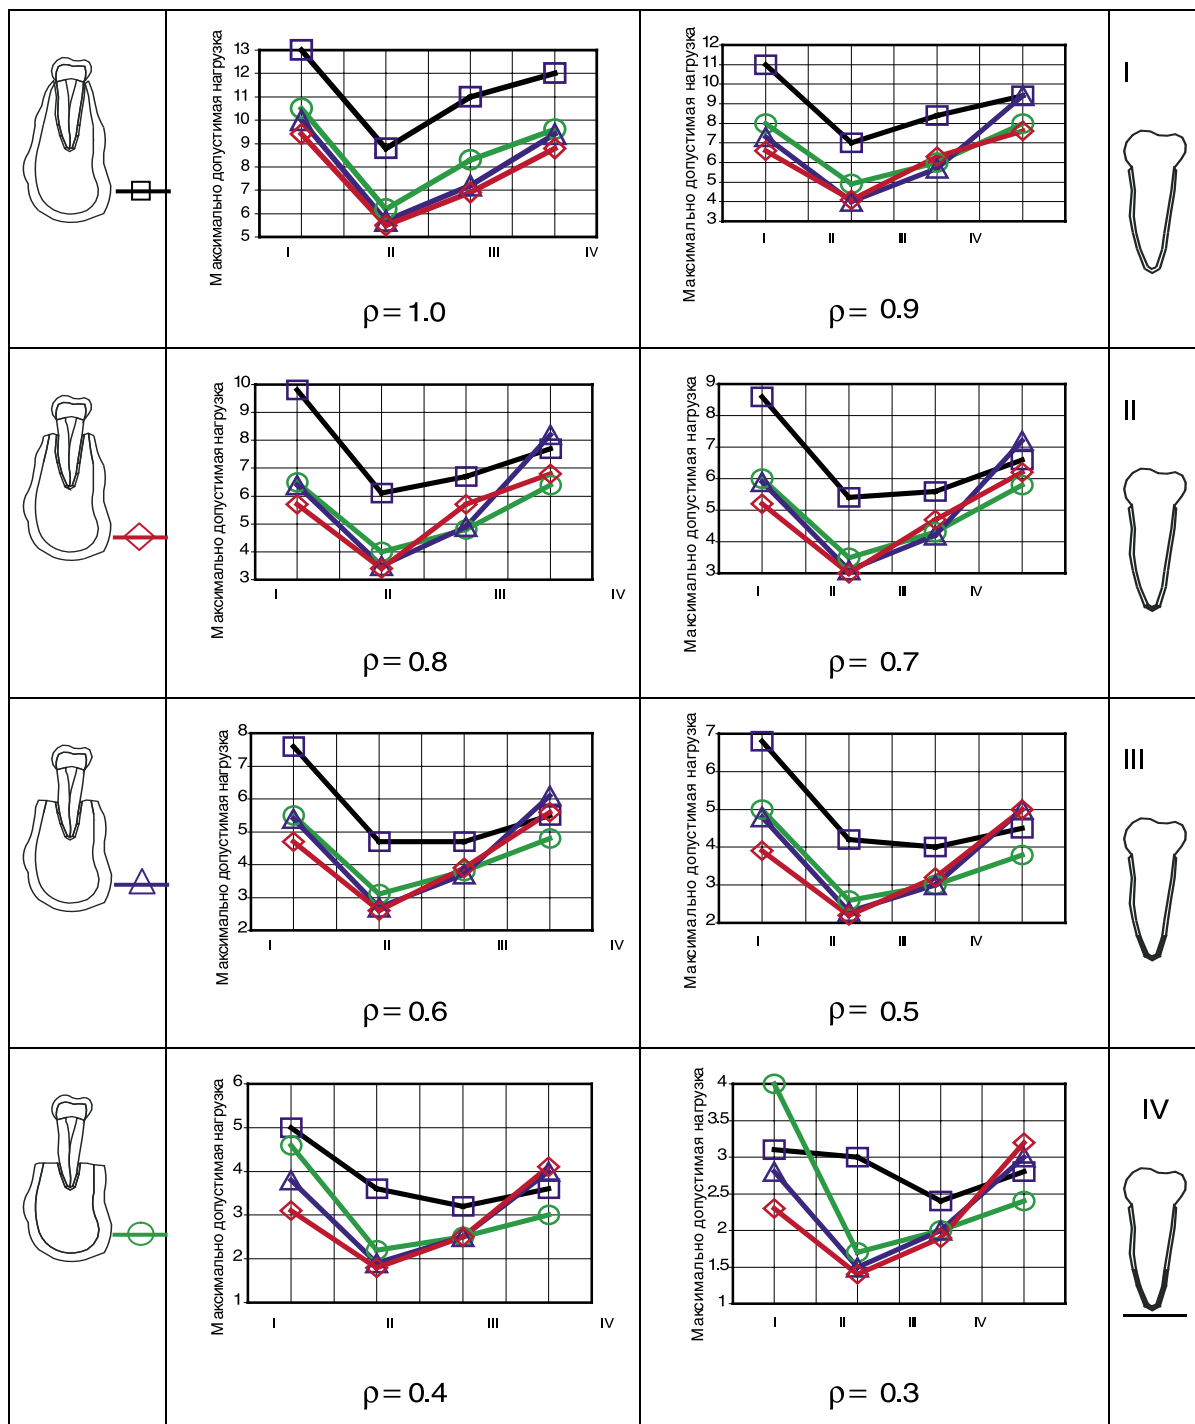 Максимально допустимая нагрузка
13
12
11
10
9
8
7
6
5
I II III IV
ρ = 1.0
Максимально допустимая нагрузка
12
11
10
9
8
7
6
5
4
3
I II III IV
ρ = 0.9
I
Максимально допустимая нагрузка
10
9
8
7
6
5
4
3
I II III IV
ρ = 0.8
Максимально допустимая нагрузка
9
8
7
6
5
4
3
I II III IV
ρ = 0.7
II
Максимально допустимая нагрузка
8
7
6
5
4
3
2
I II III IV
ρ = 0.6
Максимально допустимая нагрузка
7
6
5
4
3
2
I II III IV
ρ = 0.5
III
Максимально допустимая нагрузка
6
5
4
3
2
1
I II III IV
ρ = 0.4
Максимально допустимая нагрузка
4
3.5
3
2.5
2
1.5
1
I II III IV
ρ = 0.3
IV